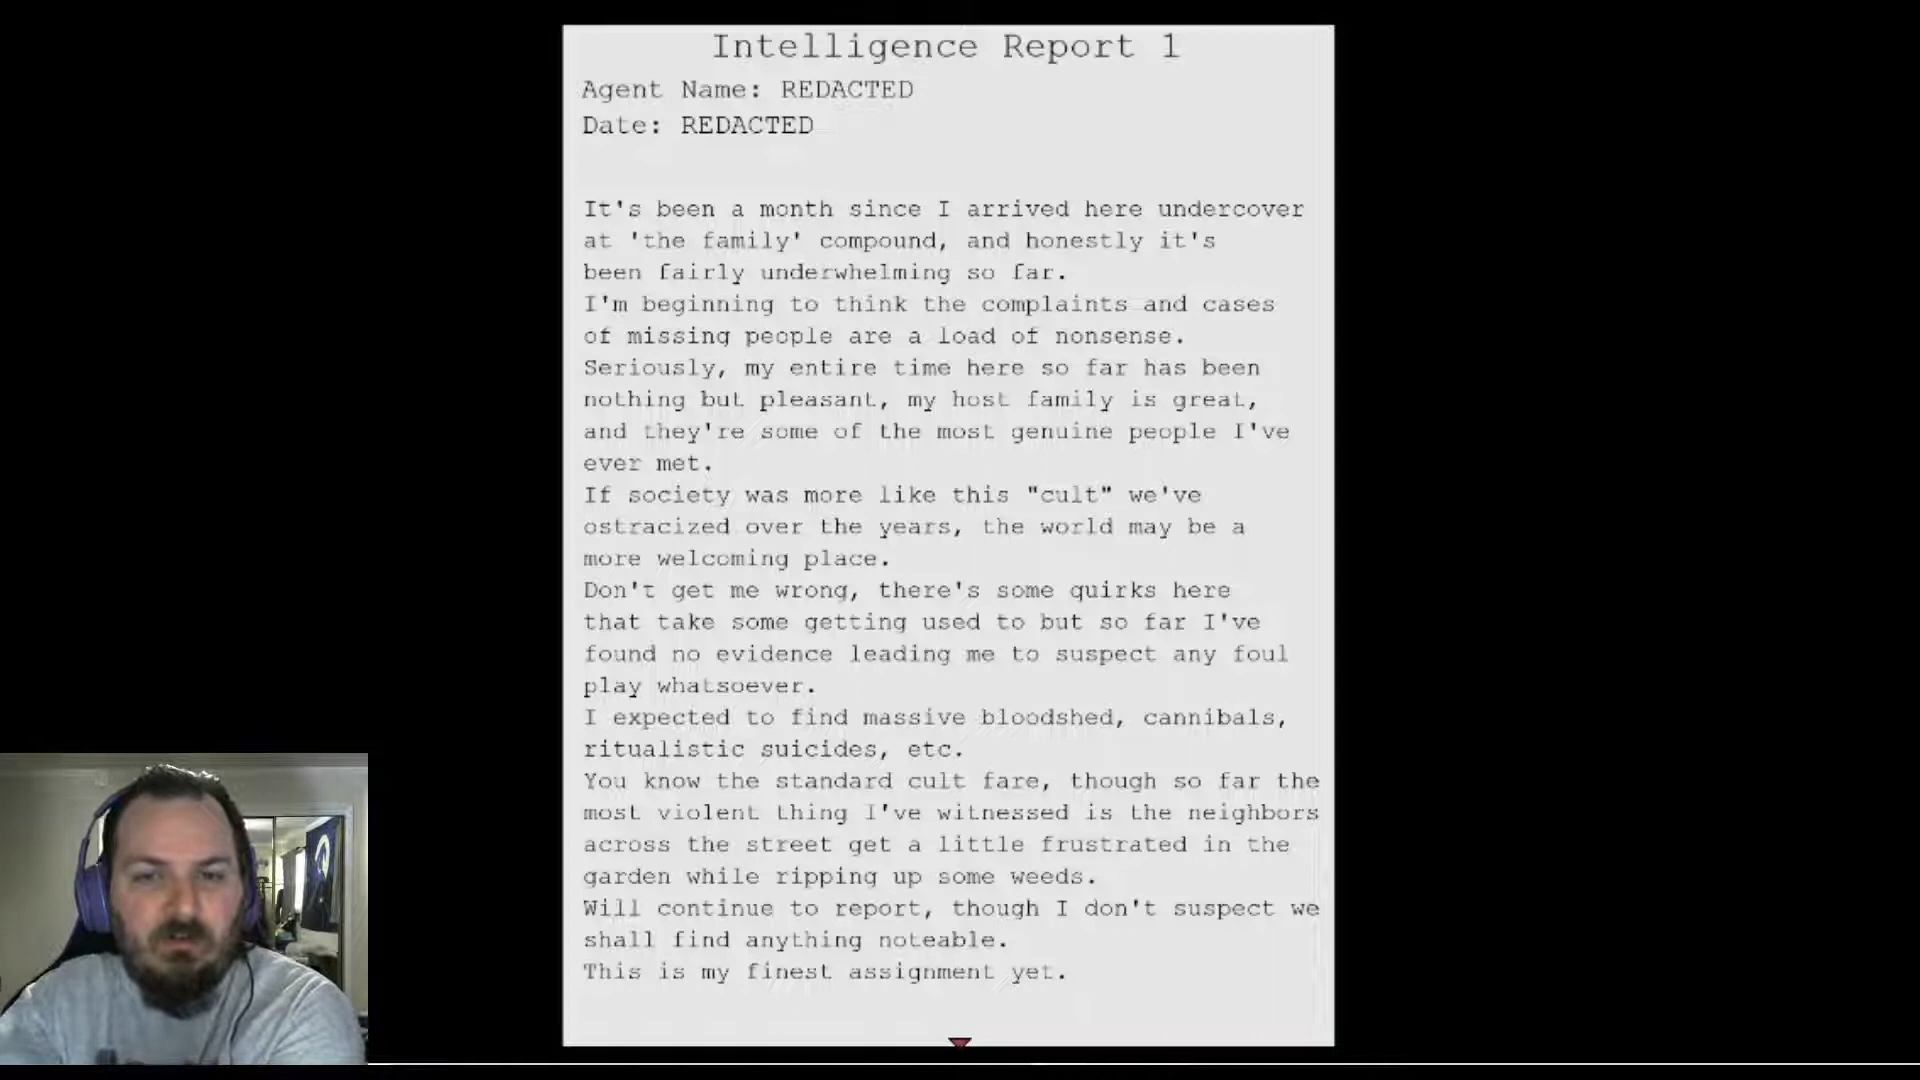 Intelligence Report 1
Agent Name: REDACTED
Date: REDACTED
It's been a month since I arrived here undercover
at 'the family' compound, and honestly it's
been fairly underwhelming so far.
I'm beginning to think the complaints and cases
of missing people are a load of nonsense.
Seriously, my entire time here so far has been
nothing but pleasant, my host family is great,
and they're some of the most genuine people I've
ever met.
If society was more like this "cult" we've
ostracized over the years, the world may be a
more welcoming place.
Don't get me wrong, there's some quirks here
that take some getting used to but so far I've
found no evidence leading me to suspect any foul
play whatsoever.
I expected to find massive bloodshed, cannibals,
ritualistic suicides, etc.
You know the standard cult fare, though so far the
most violent thing I've witnessed is the neighbors
across the street get a little frustrated in the
garden while ripping up some weeds.
Will continue to report, though I don't suspect we
shall find anything noteable.
This is my finest assignment yet.